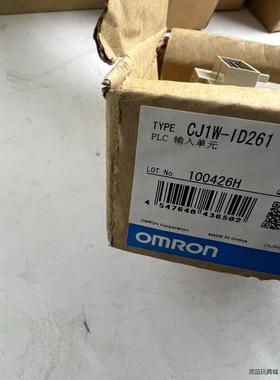 TYPE CJ1W-ID261
PLC 输入单元
LOT No. 100426H
4 547648 436502
OMRON Corporation MADE IN CHINA
OMRON
灵品玩具城